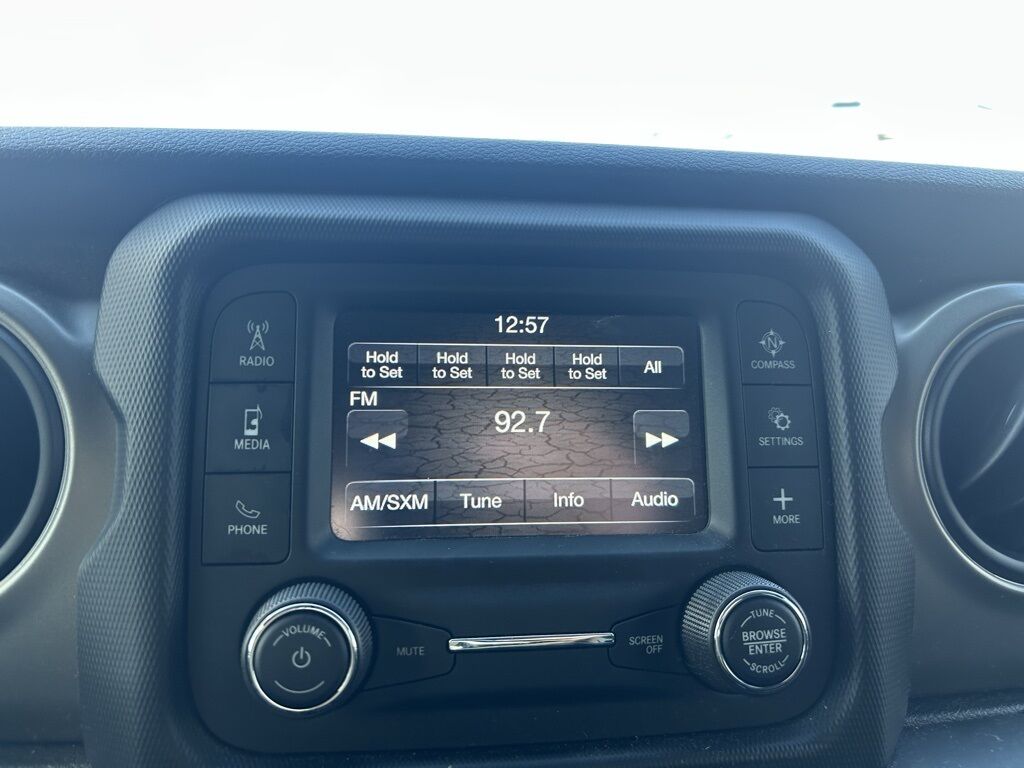 12:57
Hold to Set
Hold to Set
Hold to Set
Hold to Set
All
FM
92.7
AM/SXM
Tune
Info
Audio
RADIO
MEDIA
PHONE
N
COMPASS
SETTINGS
MORE
VOLUME
MUTE
SCREEN OFF
TUNE
BROWSE
ENTER
SCROLL